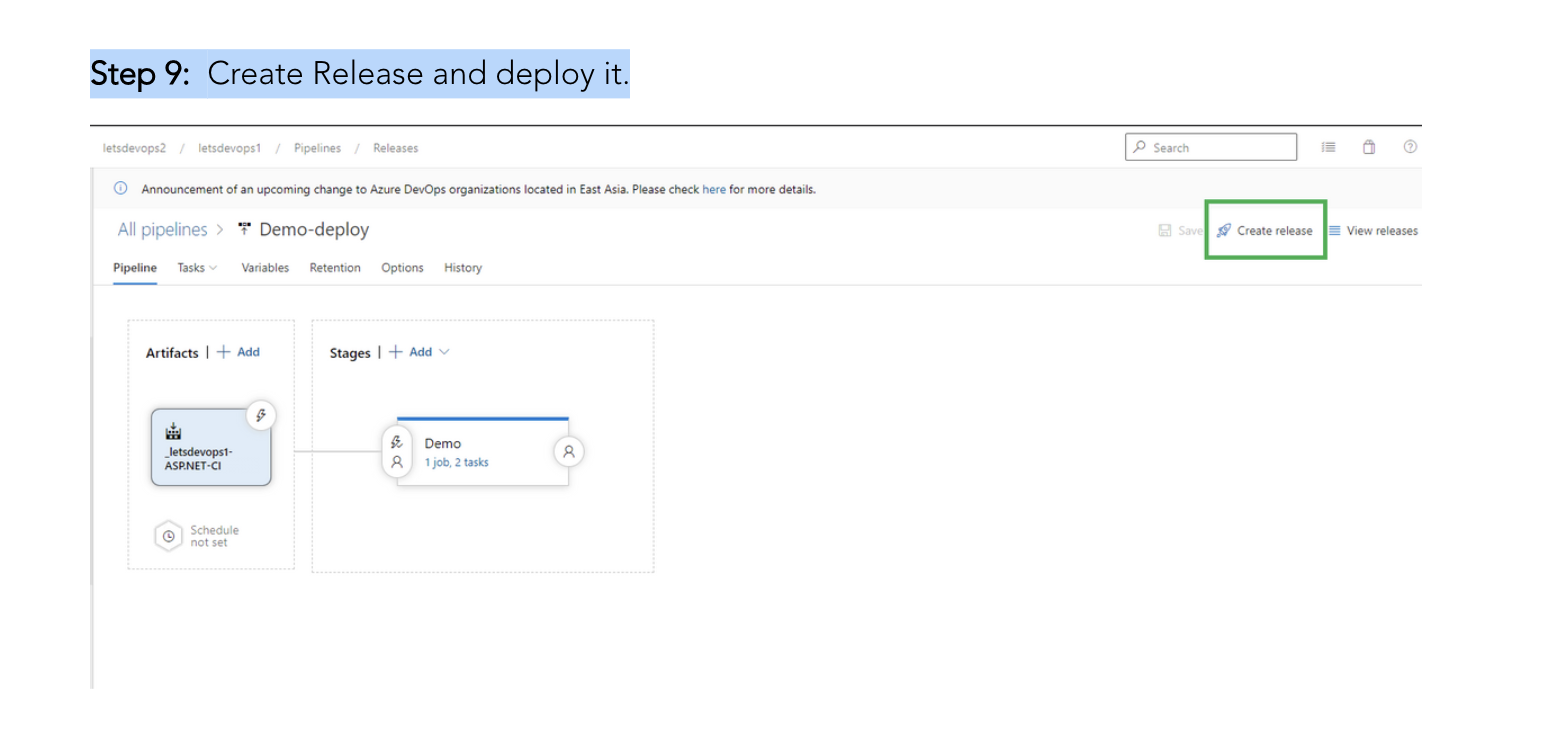 Step 9: Create Release and deploy it.
letsdevops2 / letsdevops1 / Pipelines / Releases
Search
Announcement of an upcoming change to Azure DevOps organizations located in East Asia. Please check here for more details.
All pipelines > Demo-deploy
Save
Create release
View releases
Pipeline Tasks Variables Retention Options History
Artifacts | + Add
Stages | + Add
_letsdevops1-
ASP.NET-CI
Demo
1 job, 2 tasks
Schedule
not set